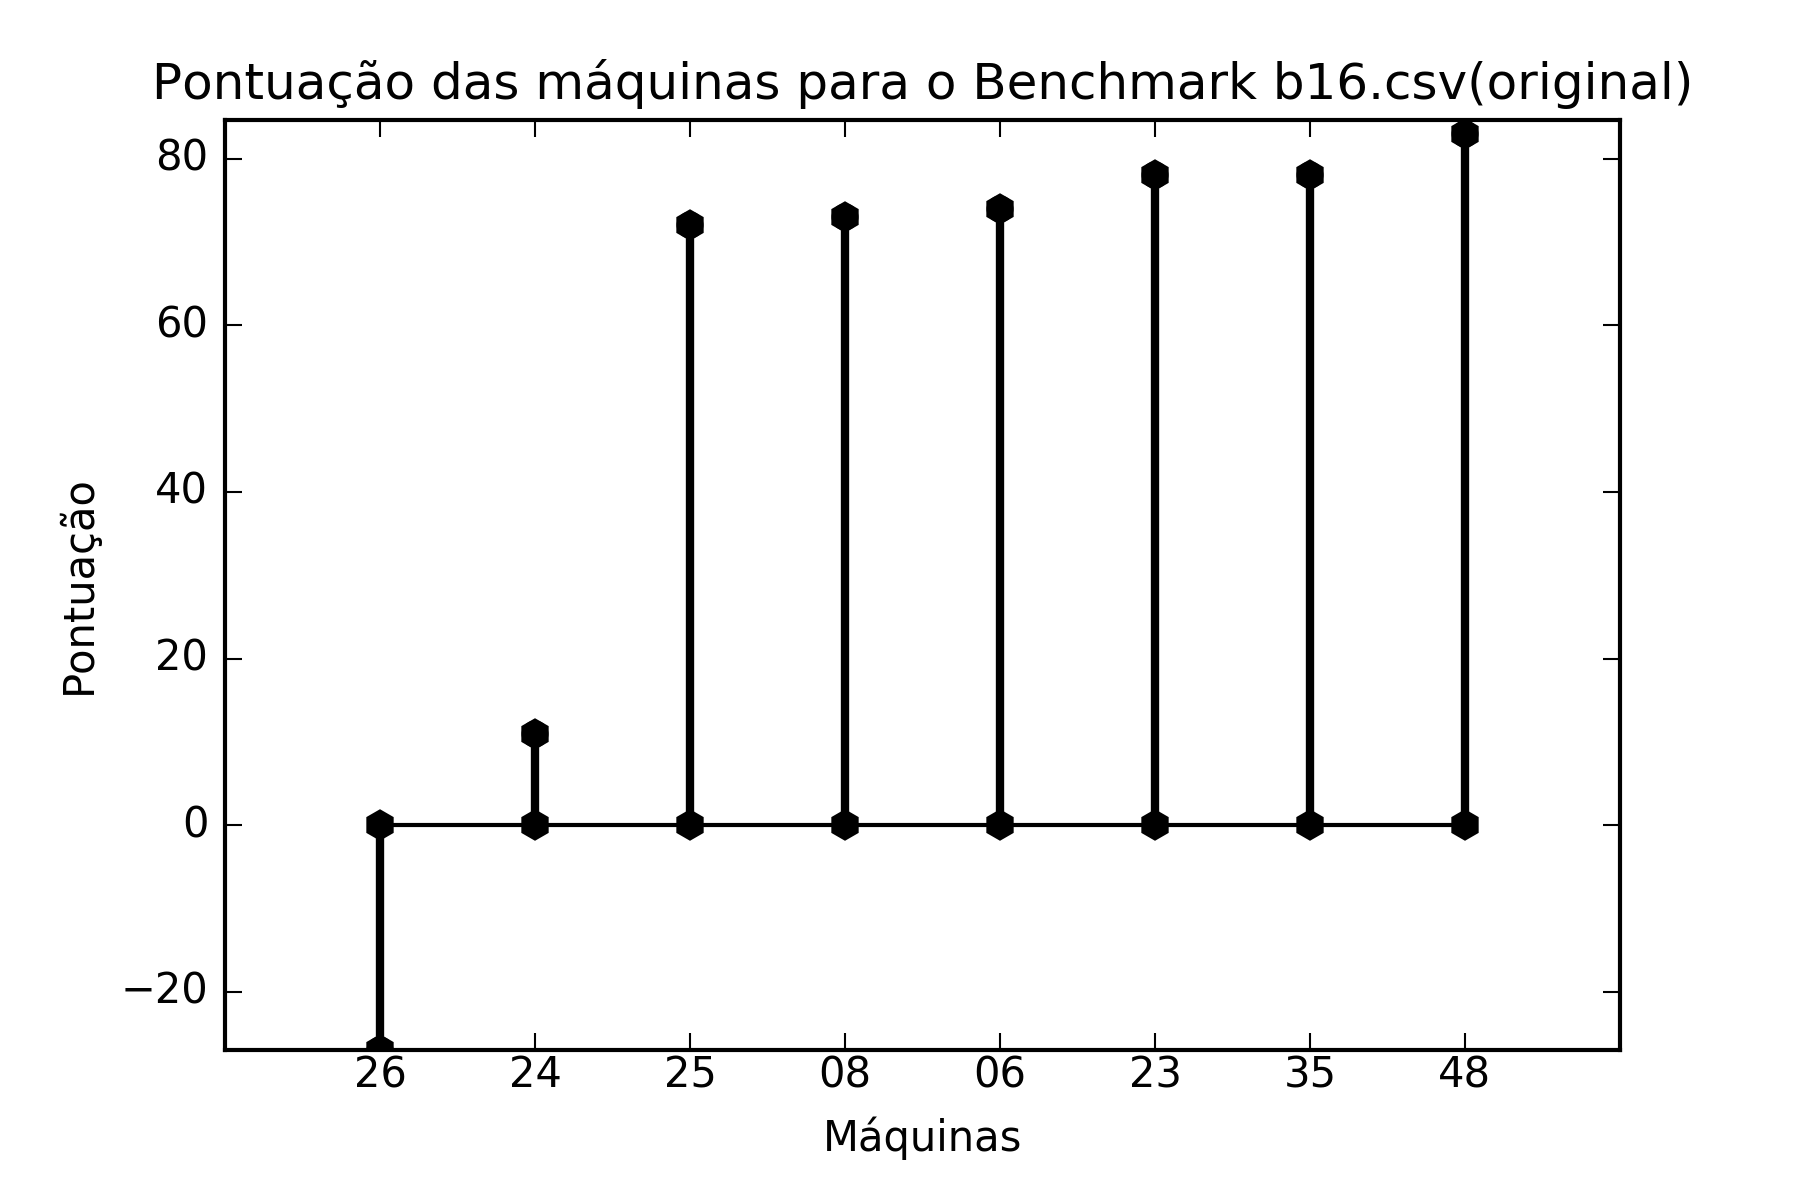 Pontuação das máquinas para o Benchmark b16.csv(original)
80
60
40
20
0
−20
Pontuação
26 24 25 08 06 23 35 48
Máquinas